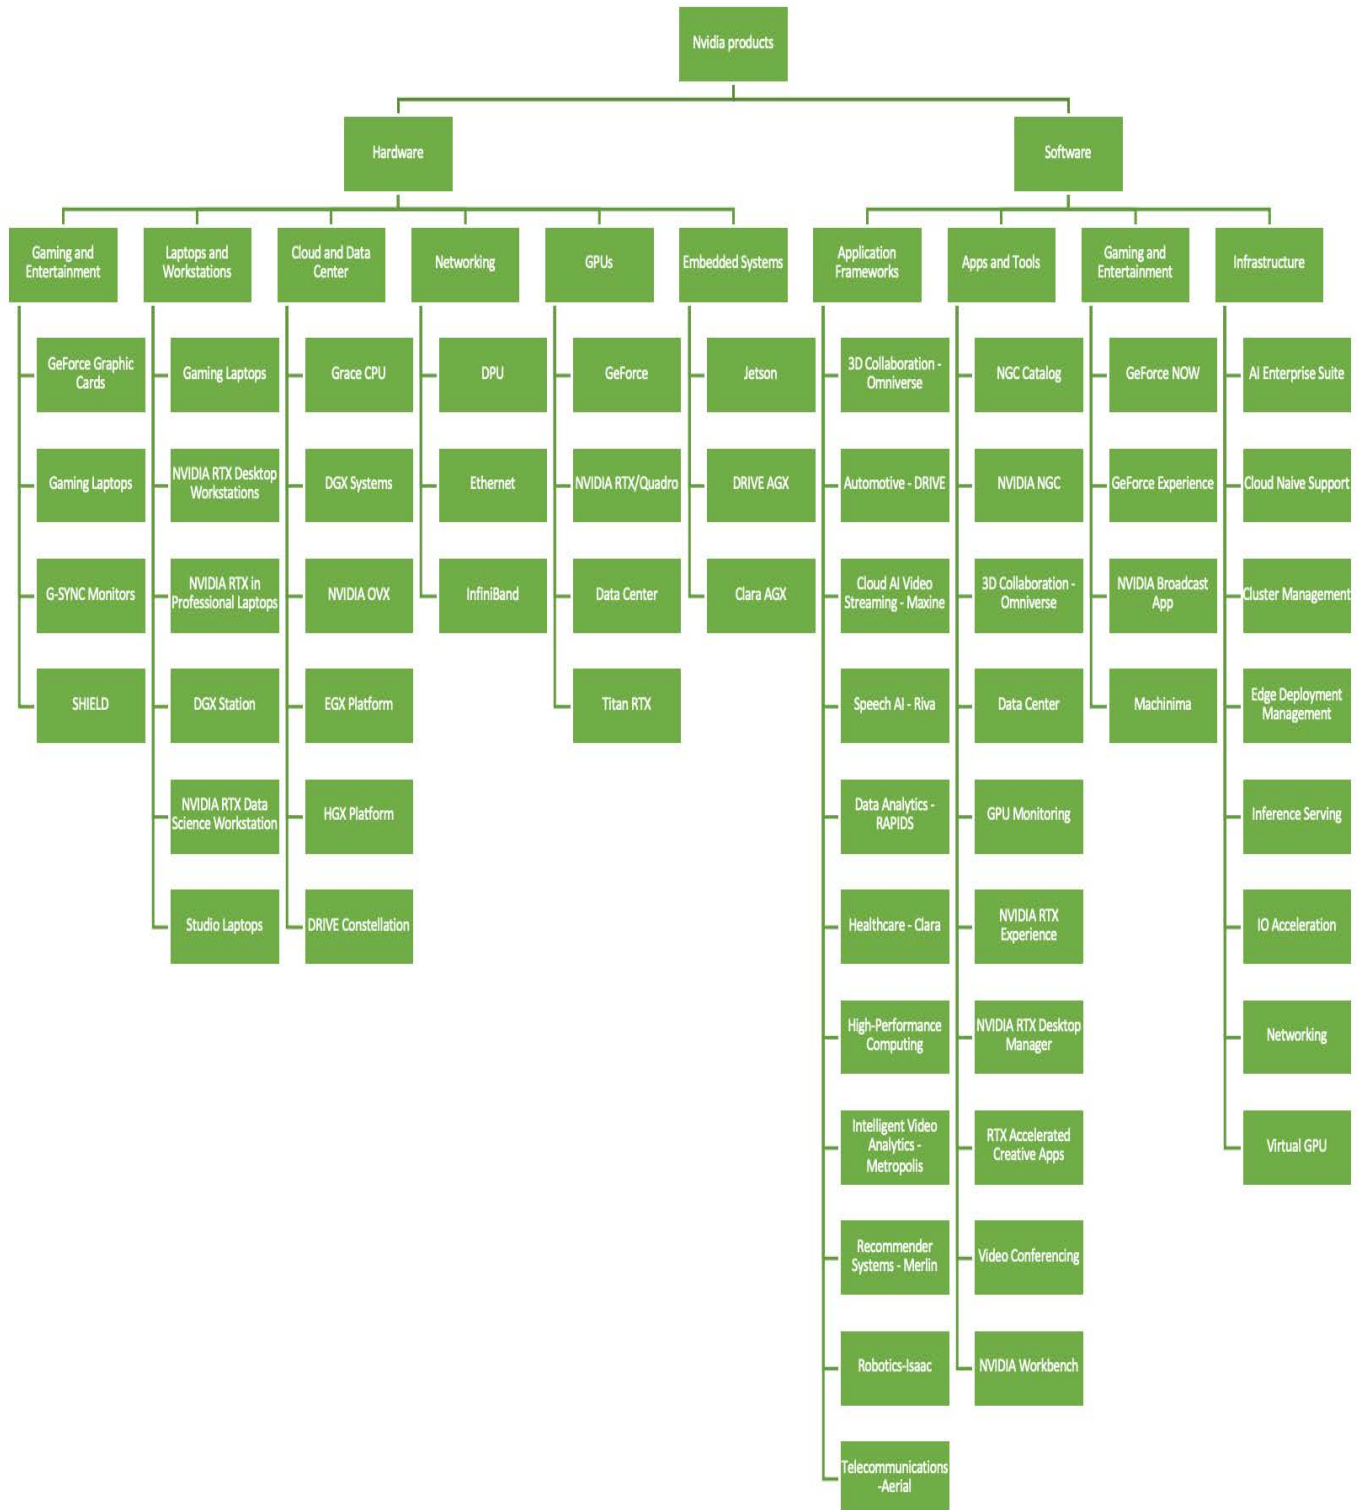 Nvidia products
Hardware
Software
Gaming and
Entertainment
Laptops and
Workstations
Cloud and Data
Center
Networking
GPUs
Embedded Systems
Application
Frameworks
Apps and Tools
Gaming and
Entertainment
Infrastructure
GeForce Graphic
Cards
Gaming Laptops
G-SYNC Monitors
SHIELD
Gaming Laptops
NVIDIA RTX Desktop
Workstations
NVIDIA RTX in
Professional Laptops
DGX Station
NVIDIA RTX Data
Science Workstation
Studio Laptops
Grace CPU
DGX Systems
NVIDIA OVX
EGX Platform
HGX Platform
DRIVE Constellation
DPU
Ethernet
InfiniBand
GeForce
NVIDIA RTX/Quadro
Data Center
Titan RTX
Jetson
DRIVE AGX
Clara AGX
3D Collaboration -
Omniverse
Automotive - DRIVE
Cloud AI Video
Streaming - Maxine
Speech AI - Riva
Data Analytics -
RAPIDS
Healthcare - Clara
High-Performance
Computing
Intelligent Video
Analytics -
Metropolis
Recommender
Systems - Merlin
Robotics-Isaac
Telecommunications
-Aerial
NGC Catalog
NVIDIA NGC
3D Collaboration -
Omniverse
Data Center
GPU Monitoring
NVIDIA RTX
Experience
NVIDIA RTX Desktop
Manager
RTX Accelerated
Creative Apps
Video Conferencing
NVIDIA Workbench
GeForce NOW
GeForce Experience
NVIDIA Broadcast
App
Machinima
AI Enterprise Suite
Cloud Naive Support
Cluster Management
Edge Deployment
Management
Inference Serving
IO Acceleration
Networking
Virtual GPU